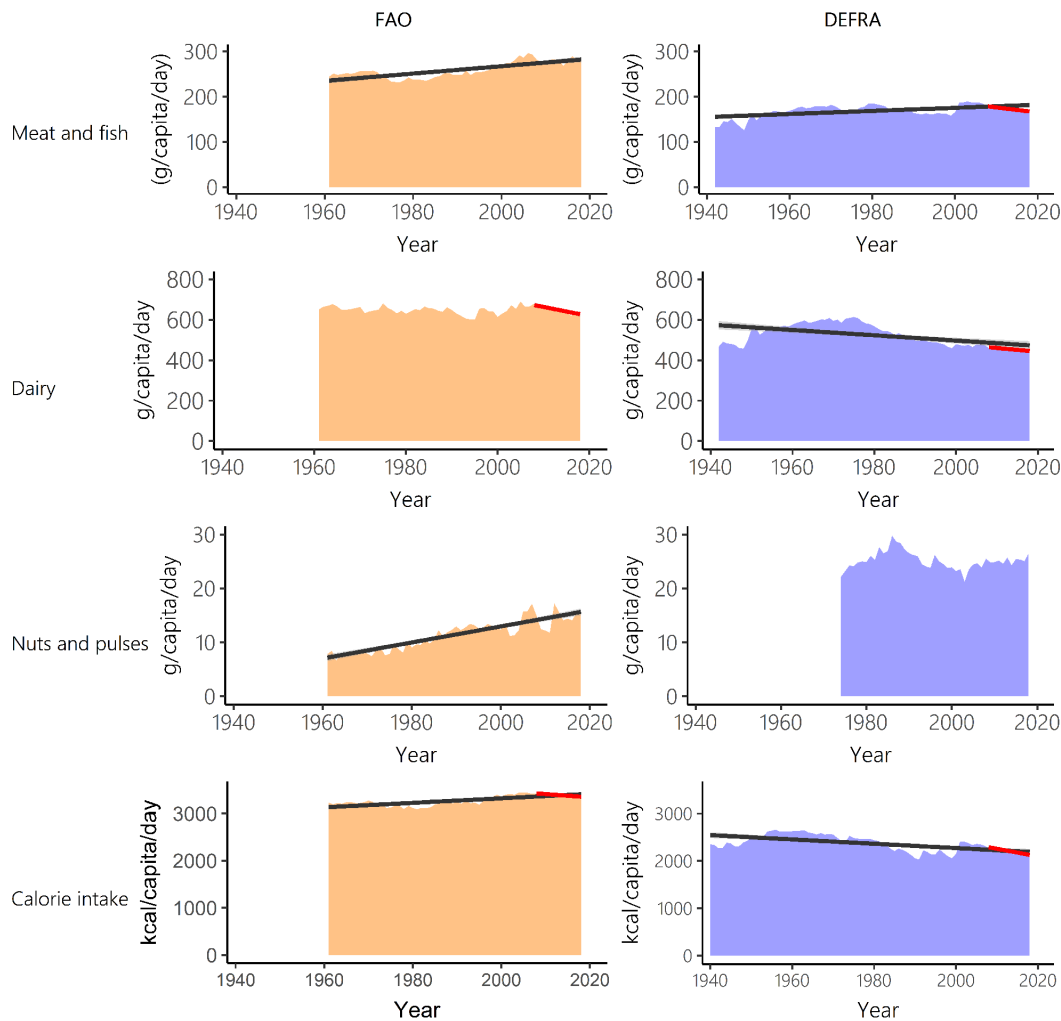 FAO DEFRA
Meat and fish
(g/capita/day)
300
200
100
0
1940 1960 1980 2000 2020
Year
(g/capita/day)
300
200
100
0
1940 1960 1980 2000 2020
Year
Dairy
g/capita/day
800
600
400
200
0
1940 1960 1980 2000 2020
Year
g/capita/day
800
600
400
200
0
1940 1960 1980 2000 2020
Year
Nuts and pulses
g/capita/day
30
20
10
0
1940 1960 1980 2000 2020
Year
g/capita/day
30
20
10
0
1940 1960 1980 2000 2020
Year
Calorie intake
kcal/capita/day
3000
2000
1000
0
1940 1960 1980 2000 2020
Year
kcal/capita/day
3000
2000
1000
0
1940 1960 1980 2000 2020
Year